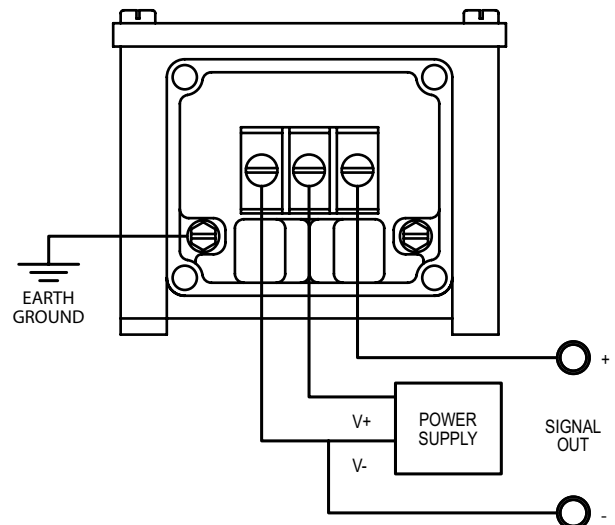 EARTH
GROUND
+
V+
POWER
SUPPLY
V-
SIGNAL
OUT
-